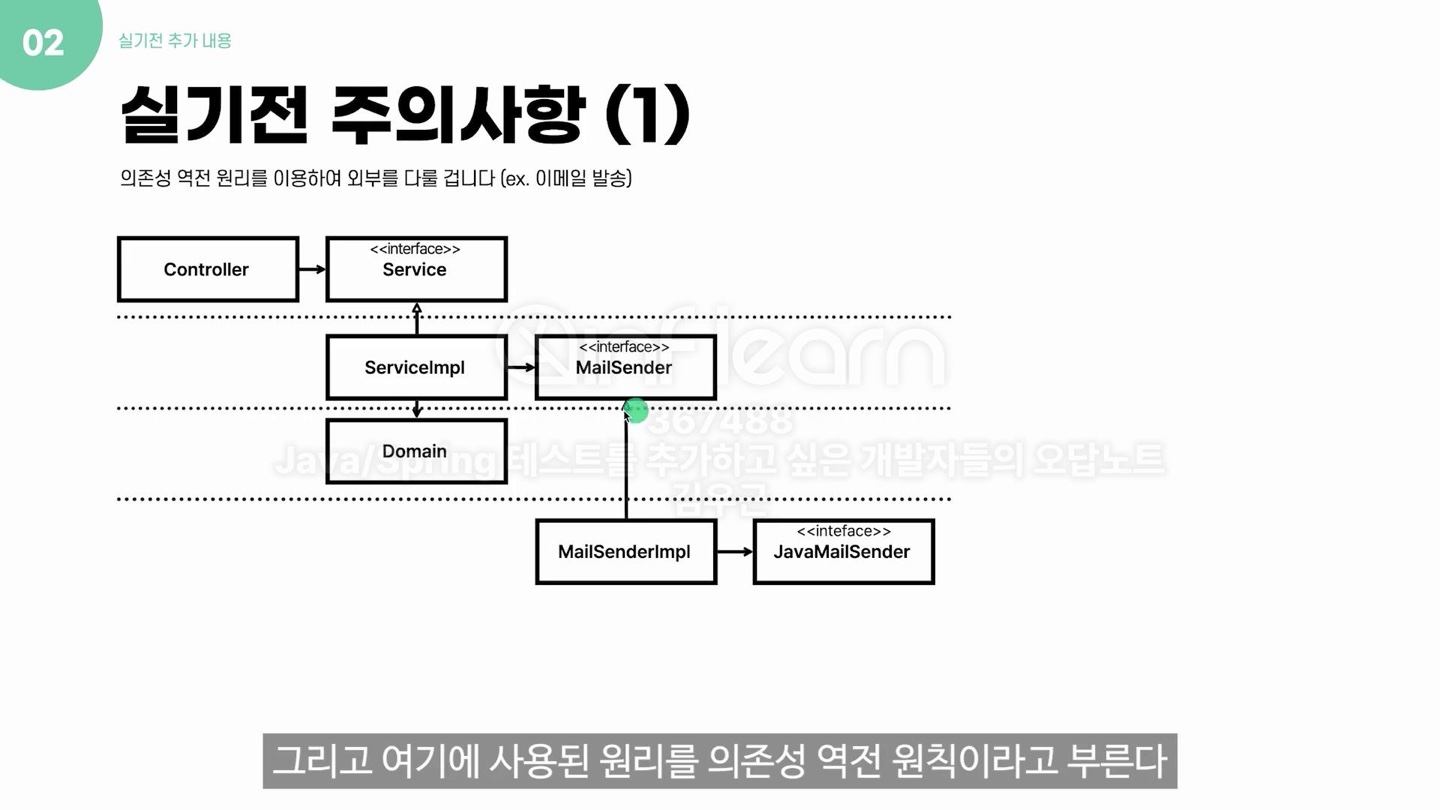 02
실기전 추가 내용
실기전 주의사항 (1)
의존성 역전 원리를 이용하여 외부를 다룰 겁니다 (ex. 이메일 발송)
Controller
<<interface>>
Service
ServiceImpl
<<interface>>
MailSender
Domain
MailSenderImpl
<<inteface>>
JavaMailSender
inflearn
367488
Java/Spring 테스트를 추가하고 싶은 개발자들의 오답노트
김우근
그리고 여기에 사용된 원리를 의존성 역전 원칙이라고 부른다